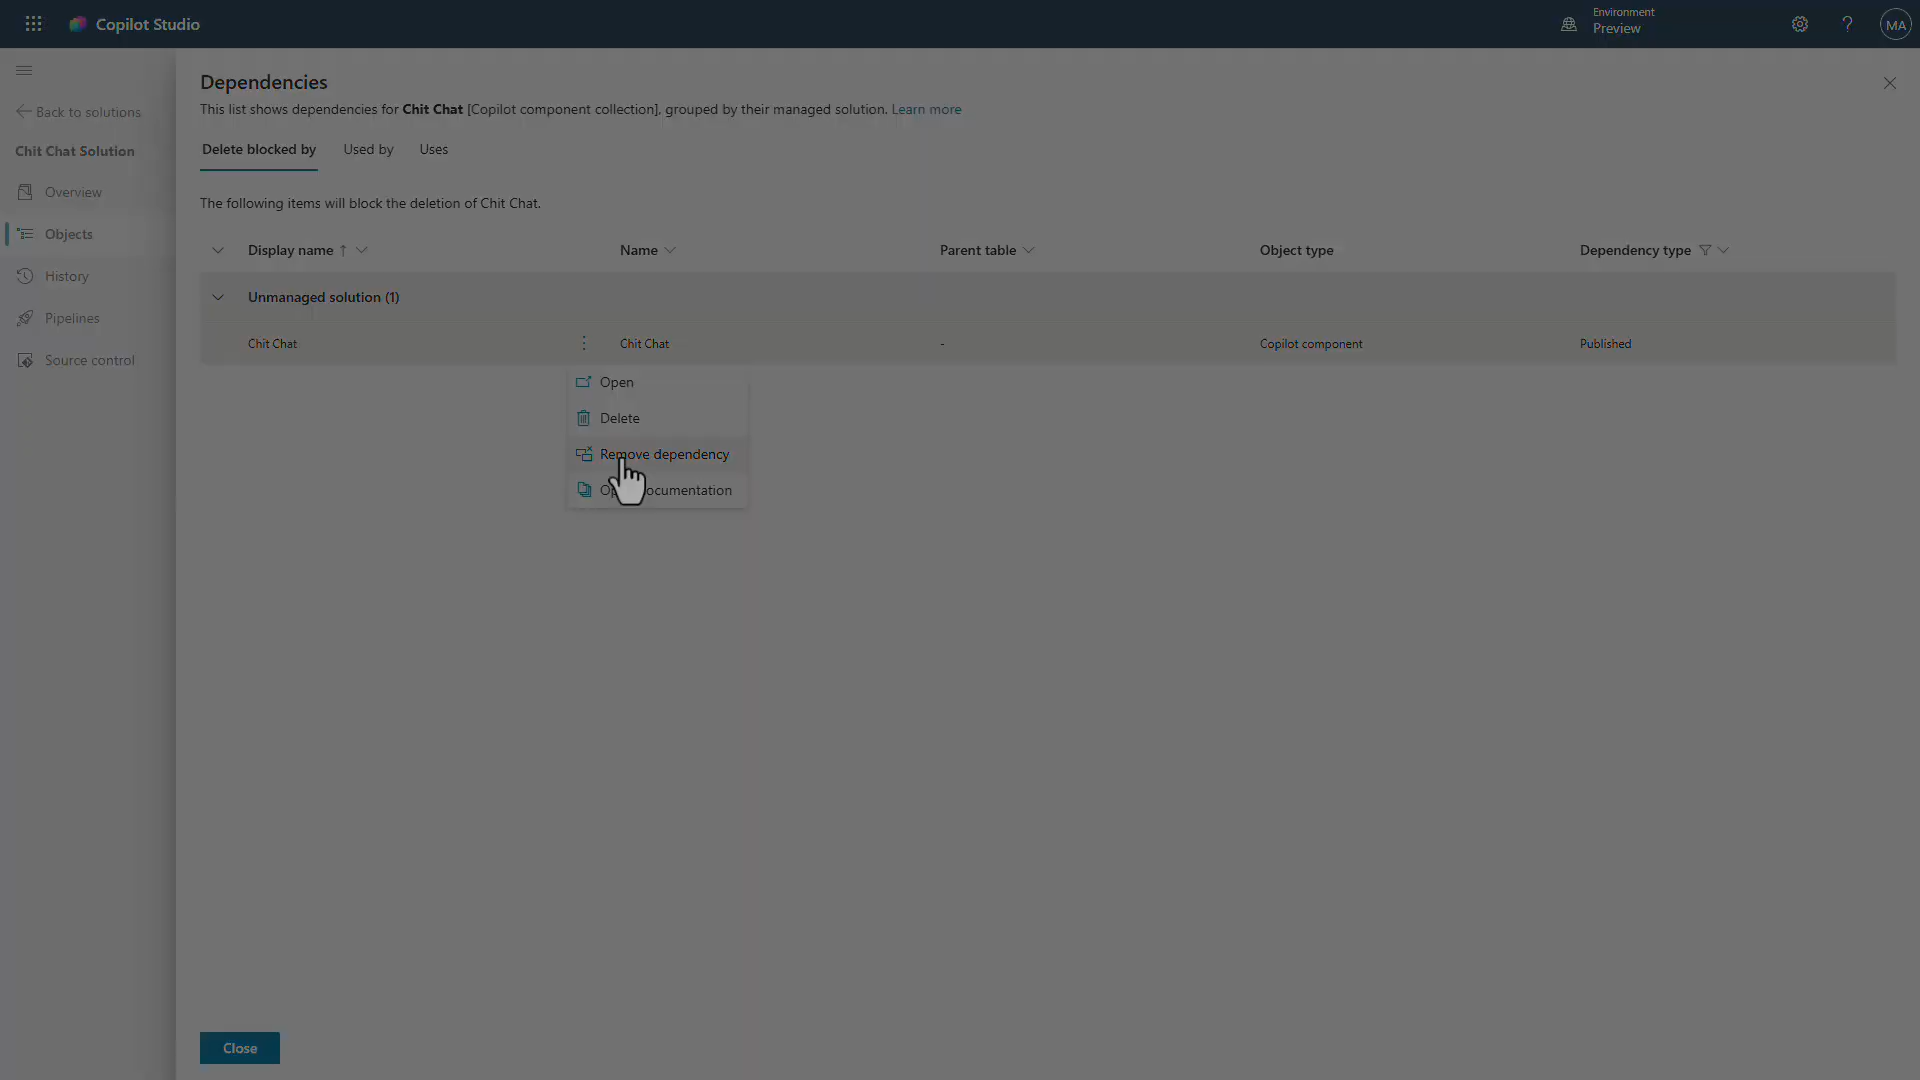 Copilot Studio
Environment
Preview
?
MA
Back to solutions
Chit Chat Solution
Overview
Objects
History
Pipelines
Source control
Dependencies
This list shows dependencies for Chit Chat [Copilot component collection], grouped by their managed solution. Learn more
Delete blocked by Used by Uses
The following items will block the deletion of Chit Chat.
Display name Name Parent table Object type Dependency type
Unmanaged solution (1)
Chit Chat Chit Chat - Copilot component Published
Open
Delete
Remove dependency
Close